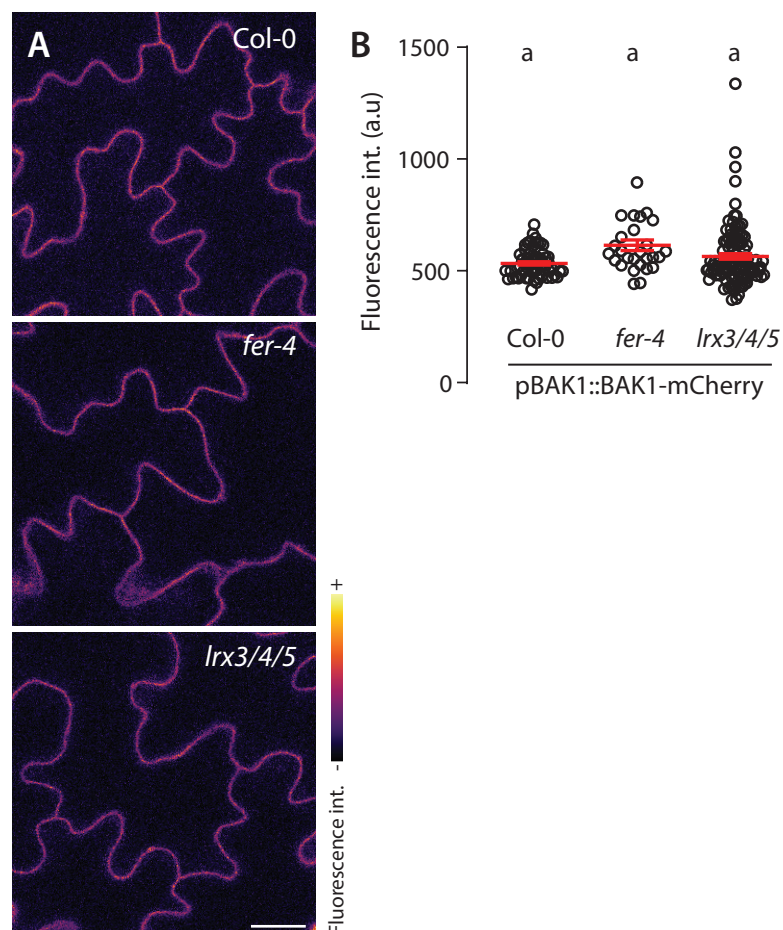 A
Col-0
fer-4
lrx3/4/5
- Fluorescence int. +
B
Fluorescence int. (a.u)
1500
1000
500
0
a a a
Col-0 fer-4 lrx3/4/5
pBAK1::BAK1-mCherry